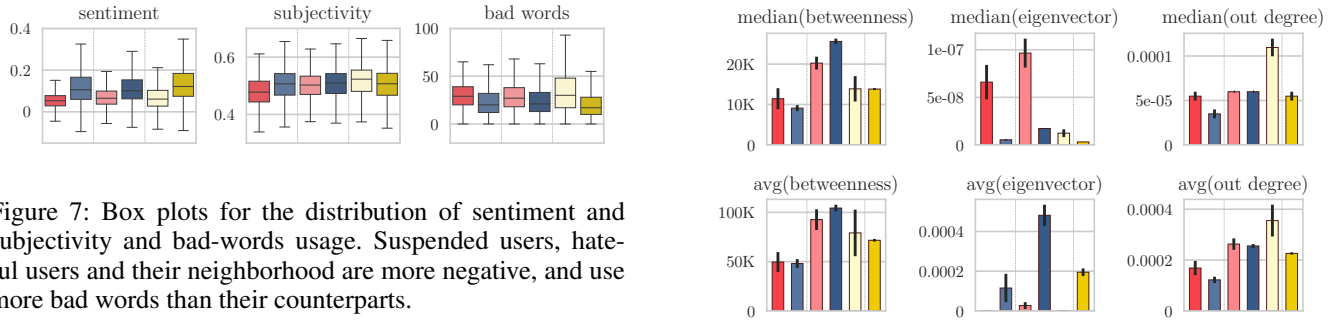 sentiment
subjectivity
bad words
0.4
0.2
0
0.6
0.4
100
50
0
igure 7: Box plots for the distribution of sentiment and
ubjectivity and bad-words usage. Suspended users, hate-
ul users and their neighborhood are more negative, and use
more bad words than their counterparts.
median(betweenness)
median(eigenvector)
median(out degree)
20K
10K
0
1e-07
5e-08
0
0.0001
5e-05
0
avg(betweenness)
avg(eigenvector)
avg(out degree)
100K
50K
0
0.0004
0.0002
0
0.0004
0.0002
0